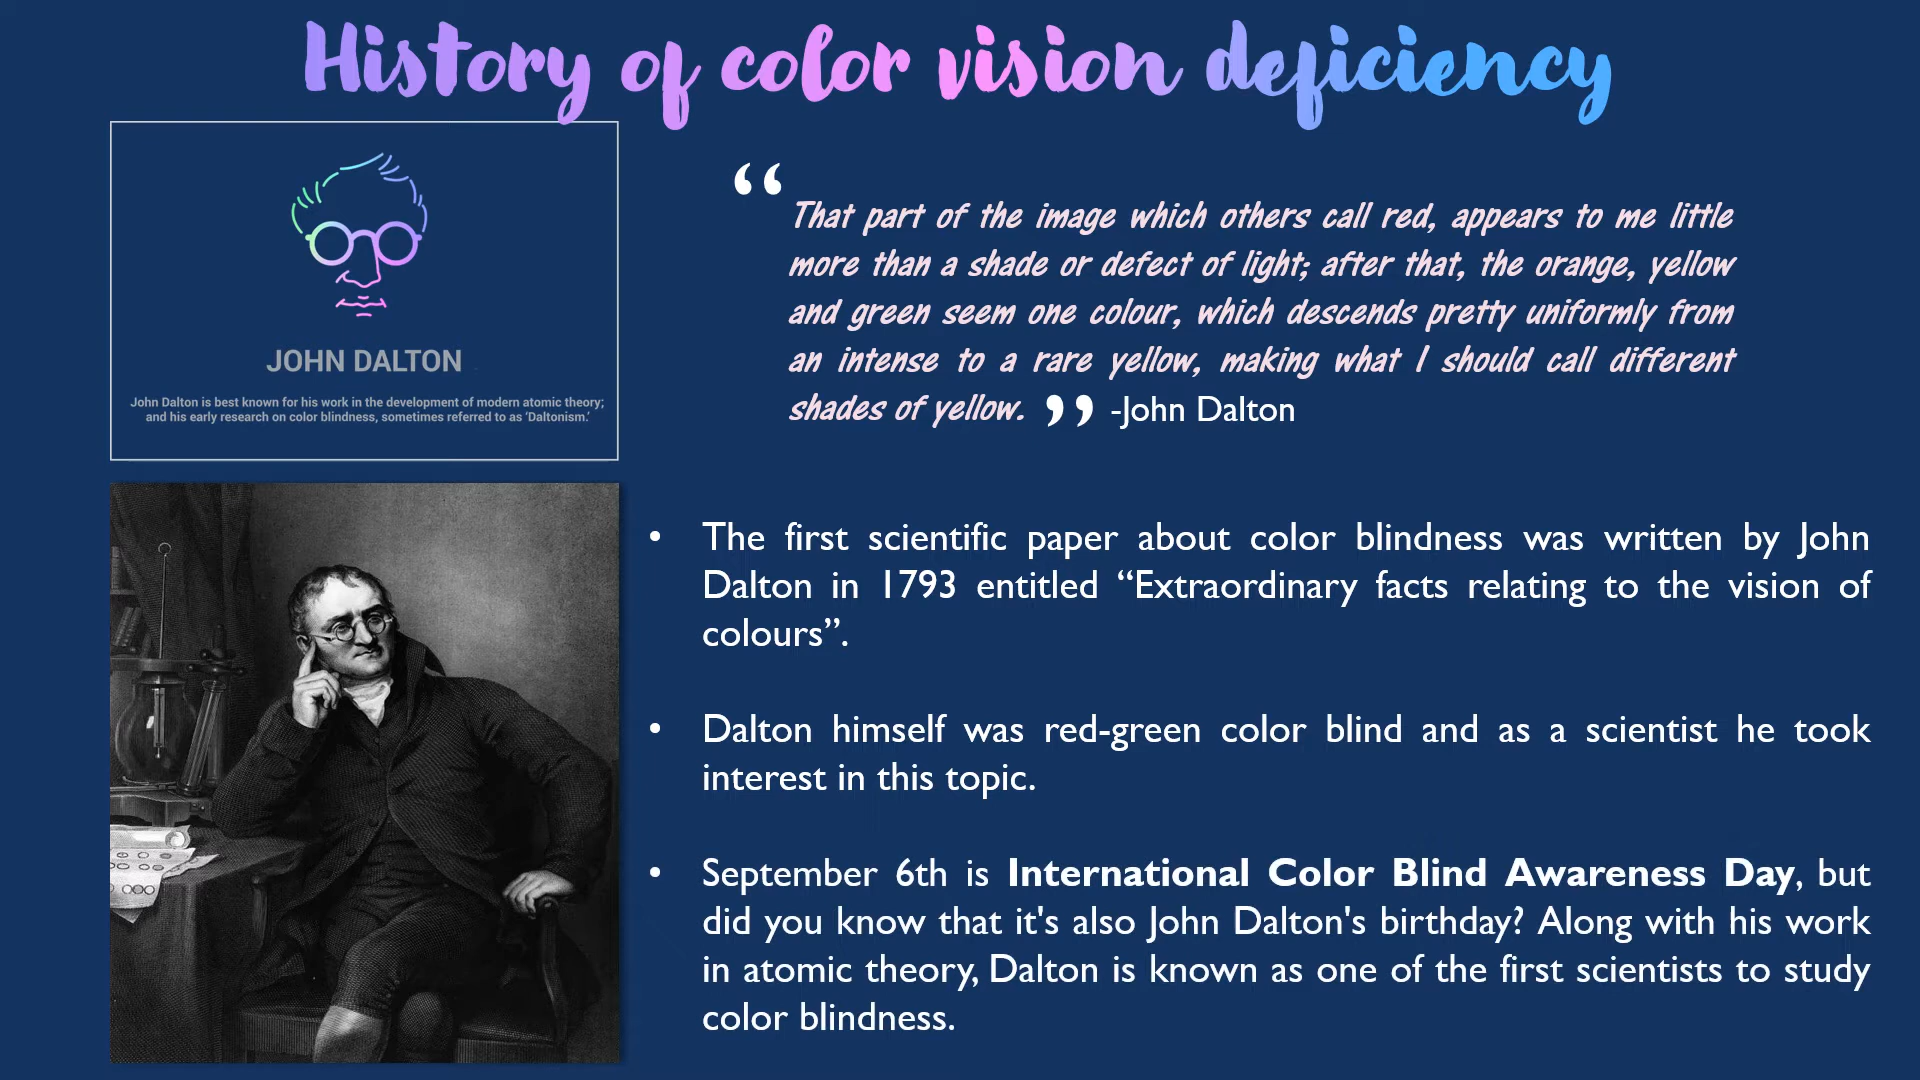 History of color vision deficiency
JOHN DALTON
John Dalton is best known for his work in the development of modern atomic theory;
and his early research on color blindness, sometimes referred to as ‘Daltonism.’
“
That part of the image which others call red, appears to me little
more than a shade or defect of light; after that, the orange, yellow
and green seem one colour, which descends pretty uniformly from
an intense to a rare yellow, making what I should call different
shades of yellow. ” -John Dalton
• The first scientific paper about color blindness was written by John
Dalton in 1793 entitled “Extraordinary facts relating to the vision of
colours”.
• Dalton himself was red-green color blind and as a scientist he took
interest in this topic.
• September 6th is International Color Blind Awareness Day, but
did you know that it's also John Dalton's birthday? Along with his work
in atomic theory, Dalton is known as one of the first scientists to study
color blindness.